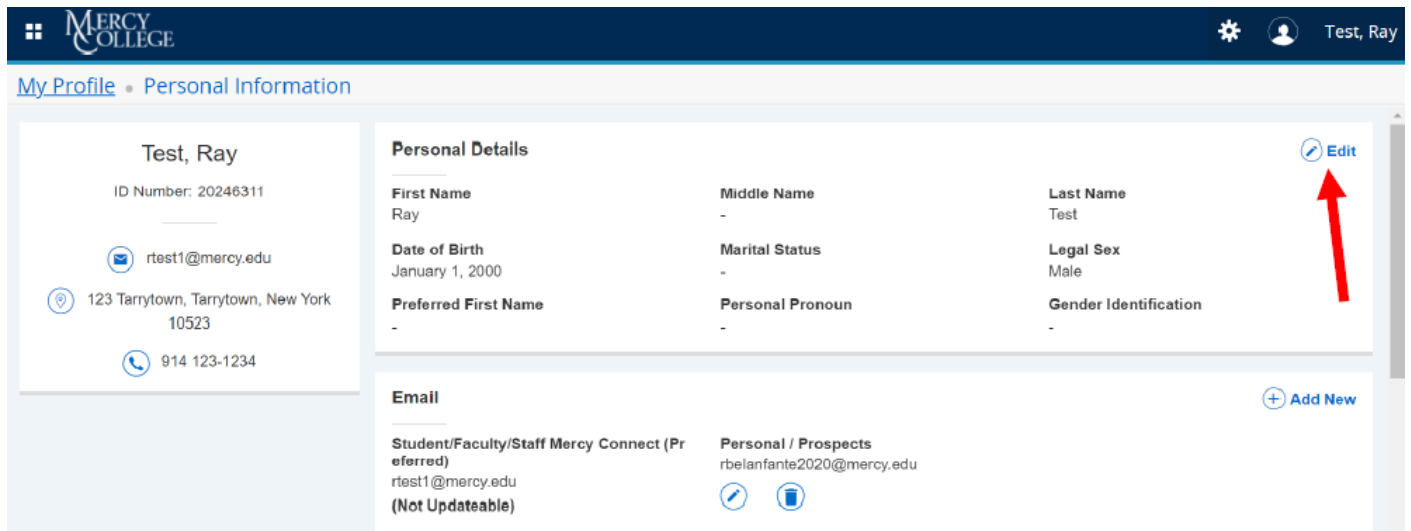 MERCY
COLLEGE
Test, Ray
My Profile • Personal Information
Test, Ray
ID Number: 20246311
rtest1@mercy.edu
123 Tarrytown, Tarrytown, New York
10523
914 123-1234
Personal Details
Edit
First Name
Ray
Middle Name
-
Last Name
Test
Date of Birth
January 1, 2000
Marital Status
-
Legal Sex
Male
Preferred First Name
-
Personal Pronoun
-
Gender Identification
-
Email
Add New
Student/Faculty/Staff Mercy Connect (Pr
eferred)
rtest1@mercy.edu
(Not Updateable)
Personal / Prospects
rbelanfante2020@mercy.edu